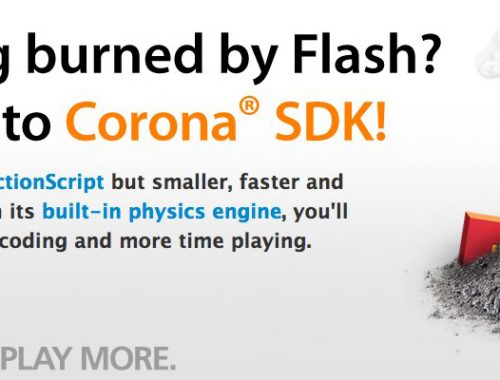 g burned by Flash?
to Corona® SDK!
ctionScript but smaller, faster and
n its built-in physics engine, you'll
coding and more time playing.
PLAY MORE.